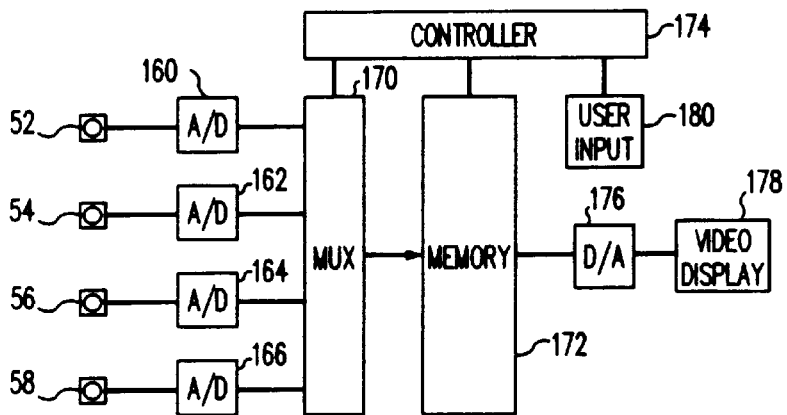 CONTROLLER
174
160
170
52
A/D
USER
INPUT
180
162
54
A/D
176
178
MUX
MEMORY
D/A
VIDEO
DISPLAY
164
56
A/D
172
166
58
A/D